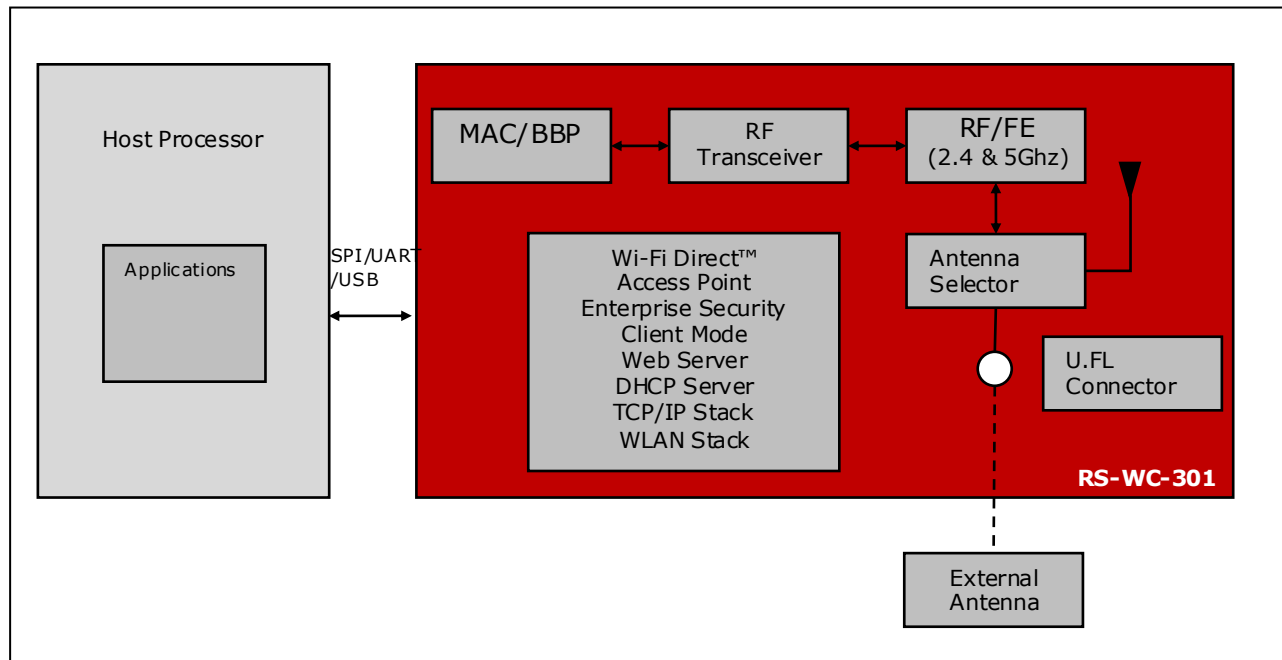 Host Processor
Applications
SPI/UART
/USB
MAC/BBP
RF
Transceiver
RF/FE
(2.4 & 5Ghz)
Wi-Fi Direct™
Access Point
Enterprise Security
Client Mode
Web Server
DHCP Server
TCP/IP Stack
WLAN Stack
Antenna
Selector
U.FL
Connector
RS-WC-301
External
Antenna